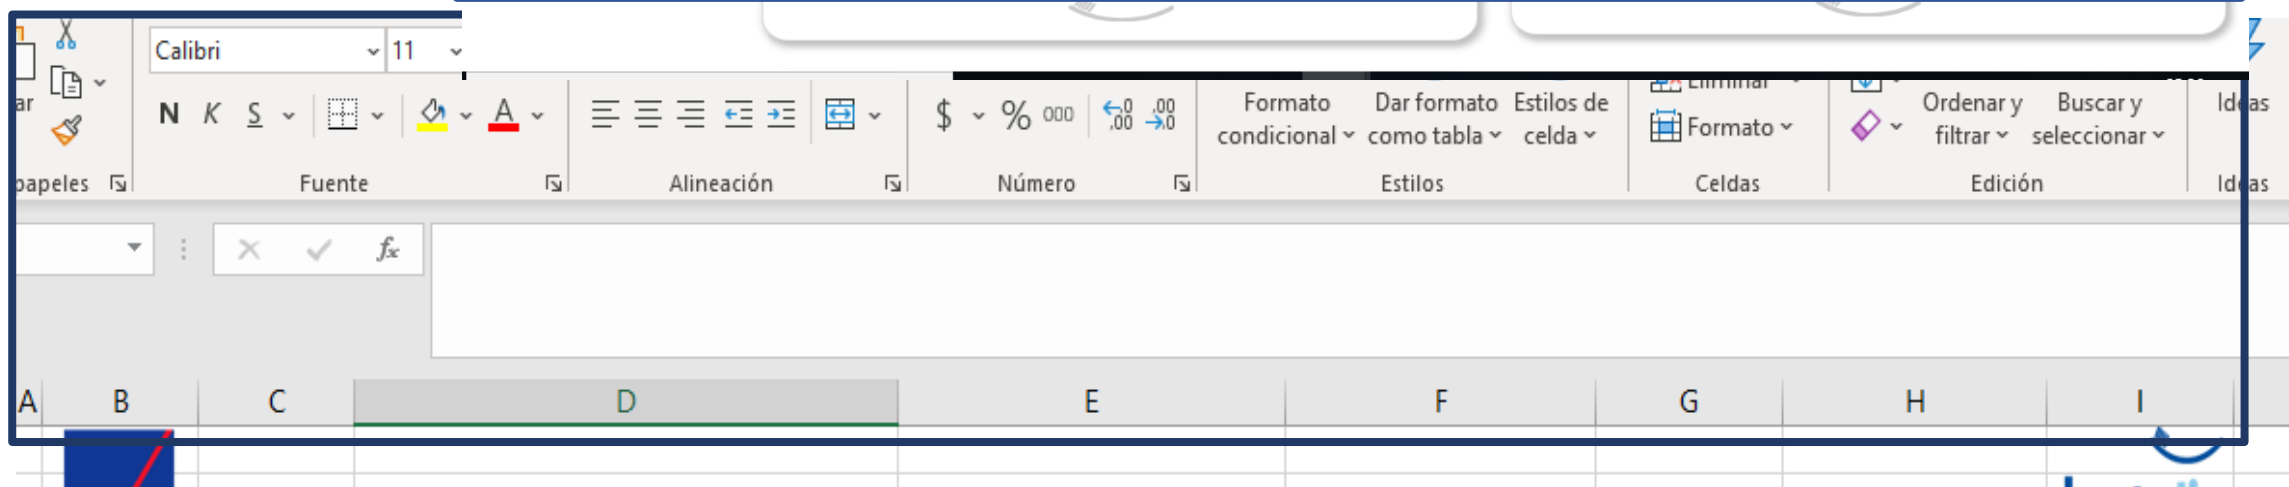 Calibri 11
Eliminar
ar N K S A $ % 000 Formato condicional Dar formato como tabla Estilos de celda Formato Ordenar y filtrar Buscar y seleccionar Ideas
papeles Fuente Alineación Número Estilos Celdas Edición Ideas
fx
A B C D E F G H I